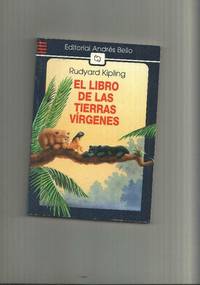 Editorial Andrés Bello
Rudyard Kipling
EL LIBRO
DE LAS
TIERRAS
VÍRGENES